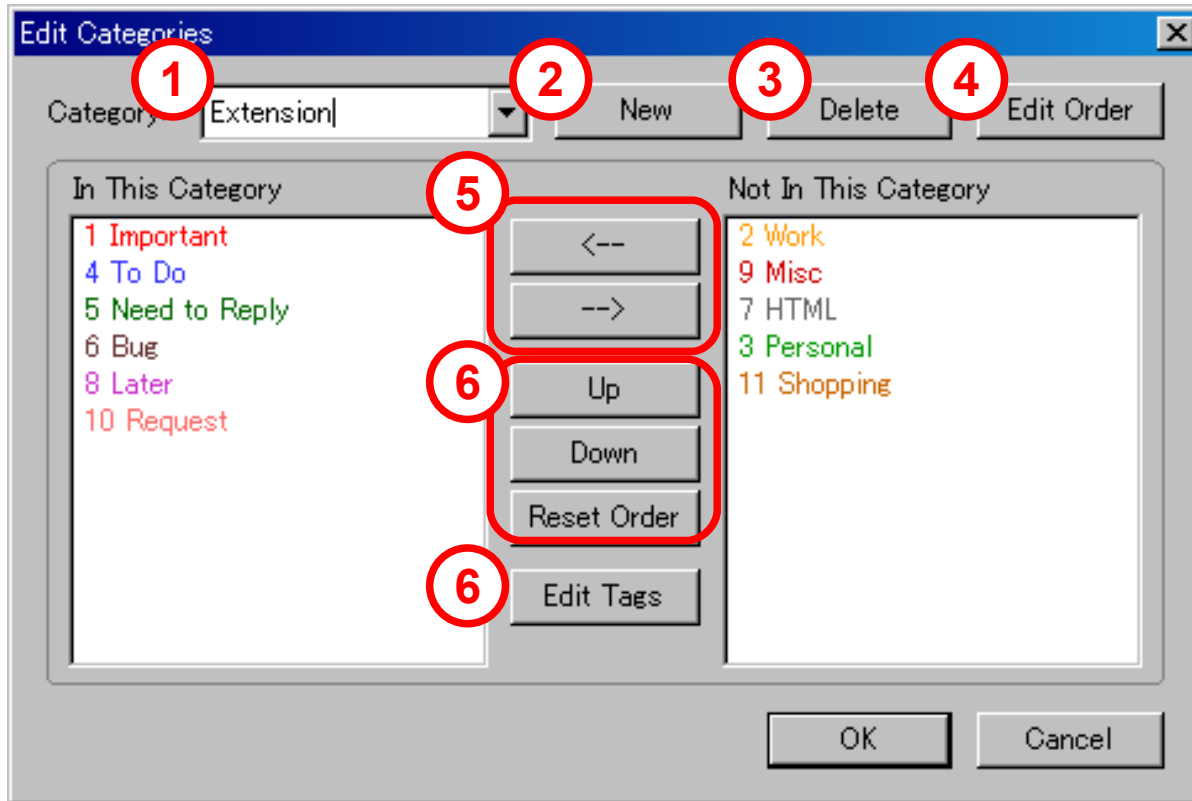 Edit Categories
1 2 3 4
Category Extension New Delete Edit Order
In This Category 5 Not In This Category
1 Important
4 To Do
5 Need to Reply
6 Bug
8 Later
10 Request
<--
-->
6
Up
Down
Reset Order
6 Edit Tags
2 Work
9 Misc
7 HTML
3 Personal
11 Shopping
OK Cancel